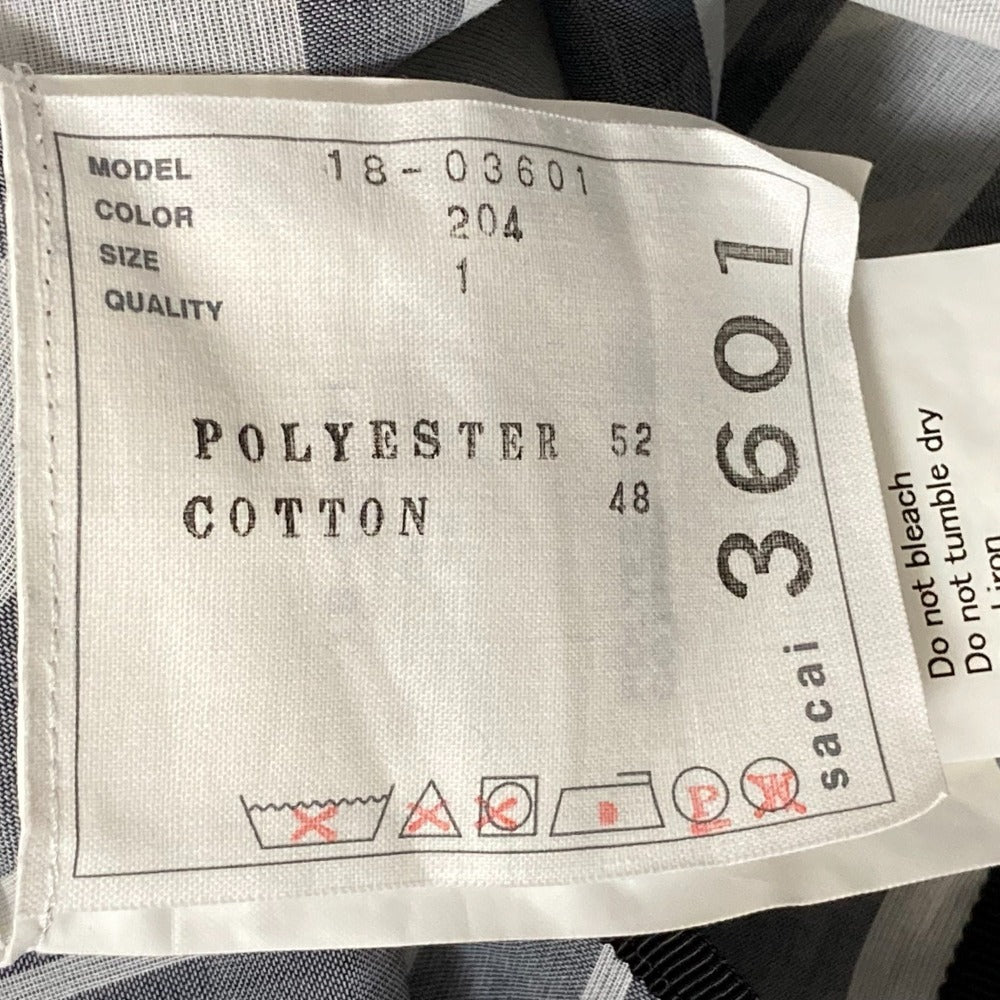 MODEL 18-03601
COLOR 204
SIZE 1
QUALITY
POLYESTER 52
COTTON 48
P W
sacai 3601
Do not bleach
Do not tumble dry
iron